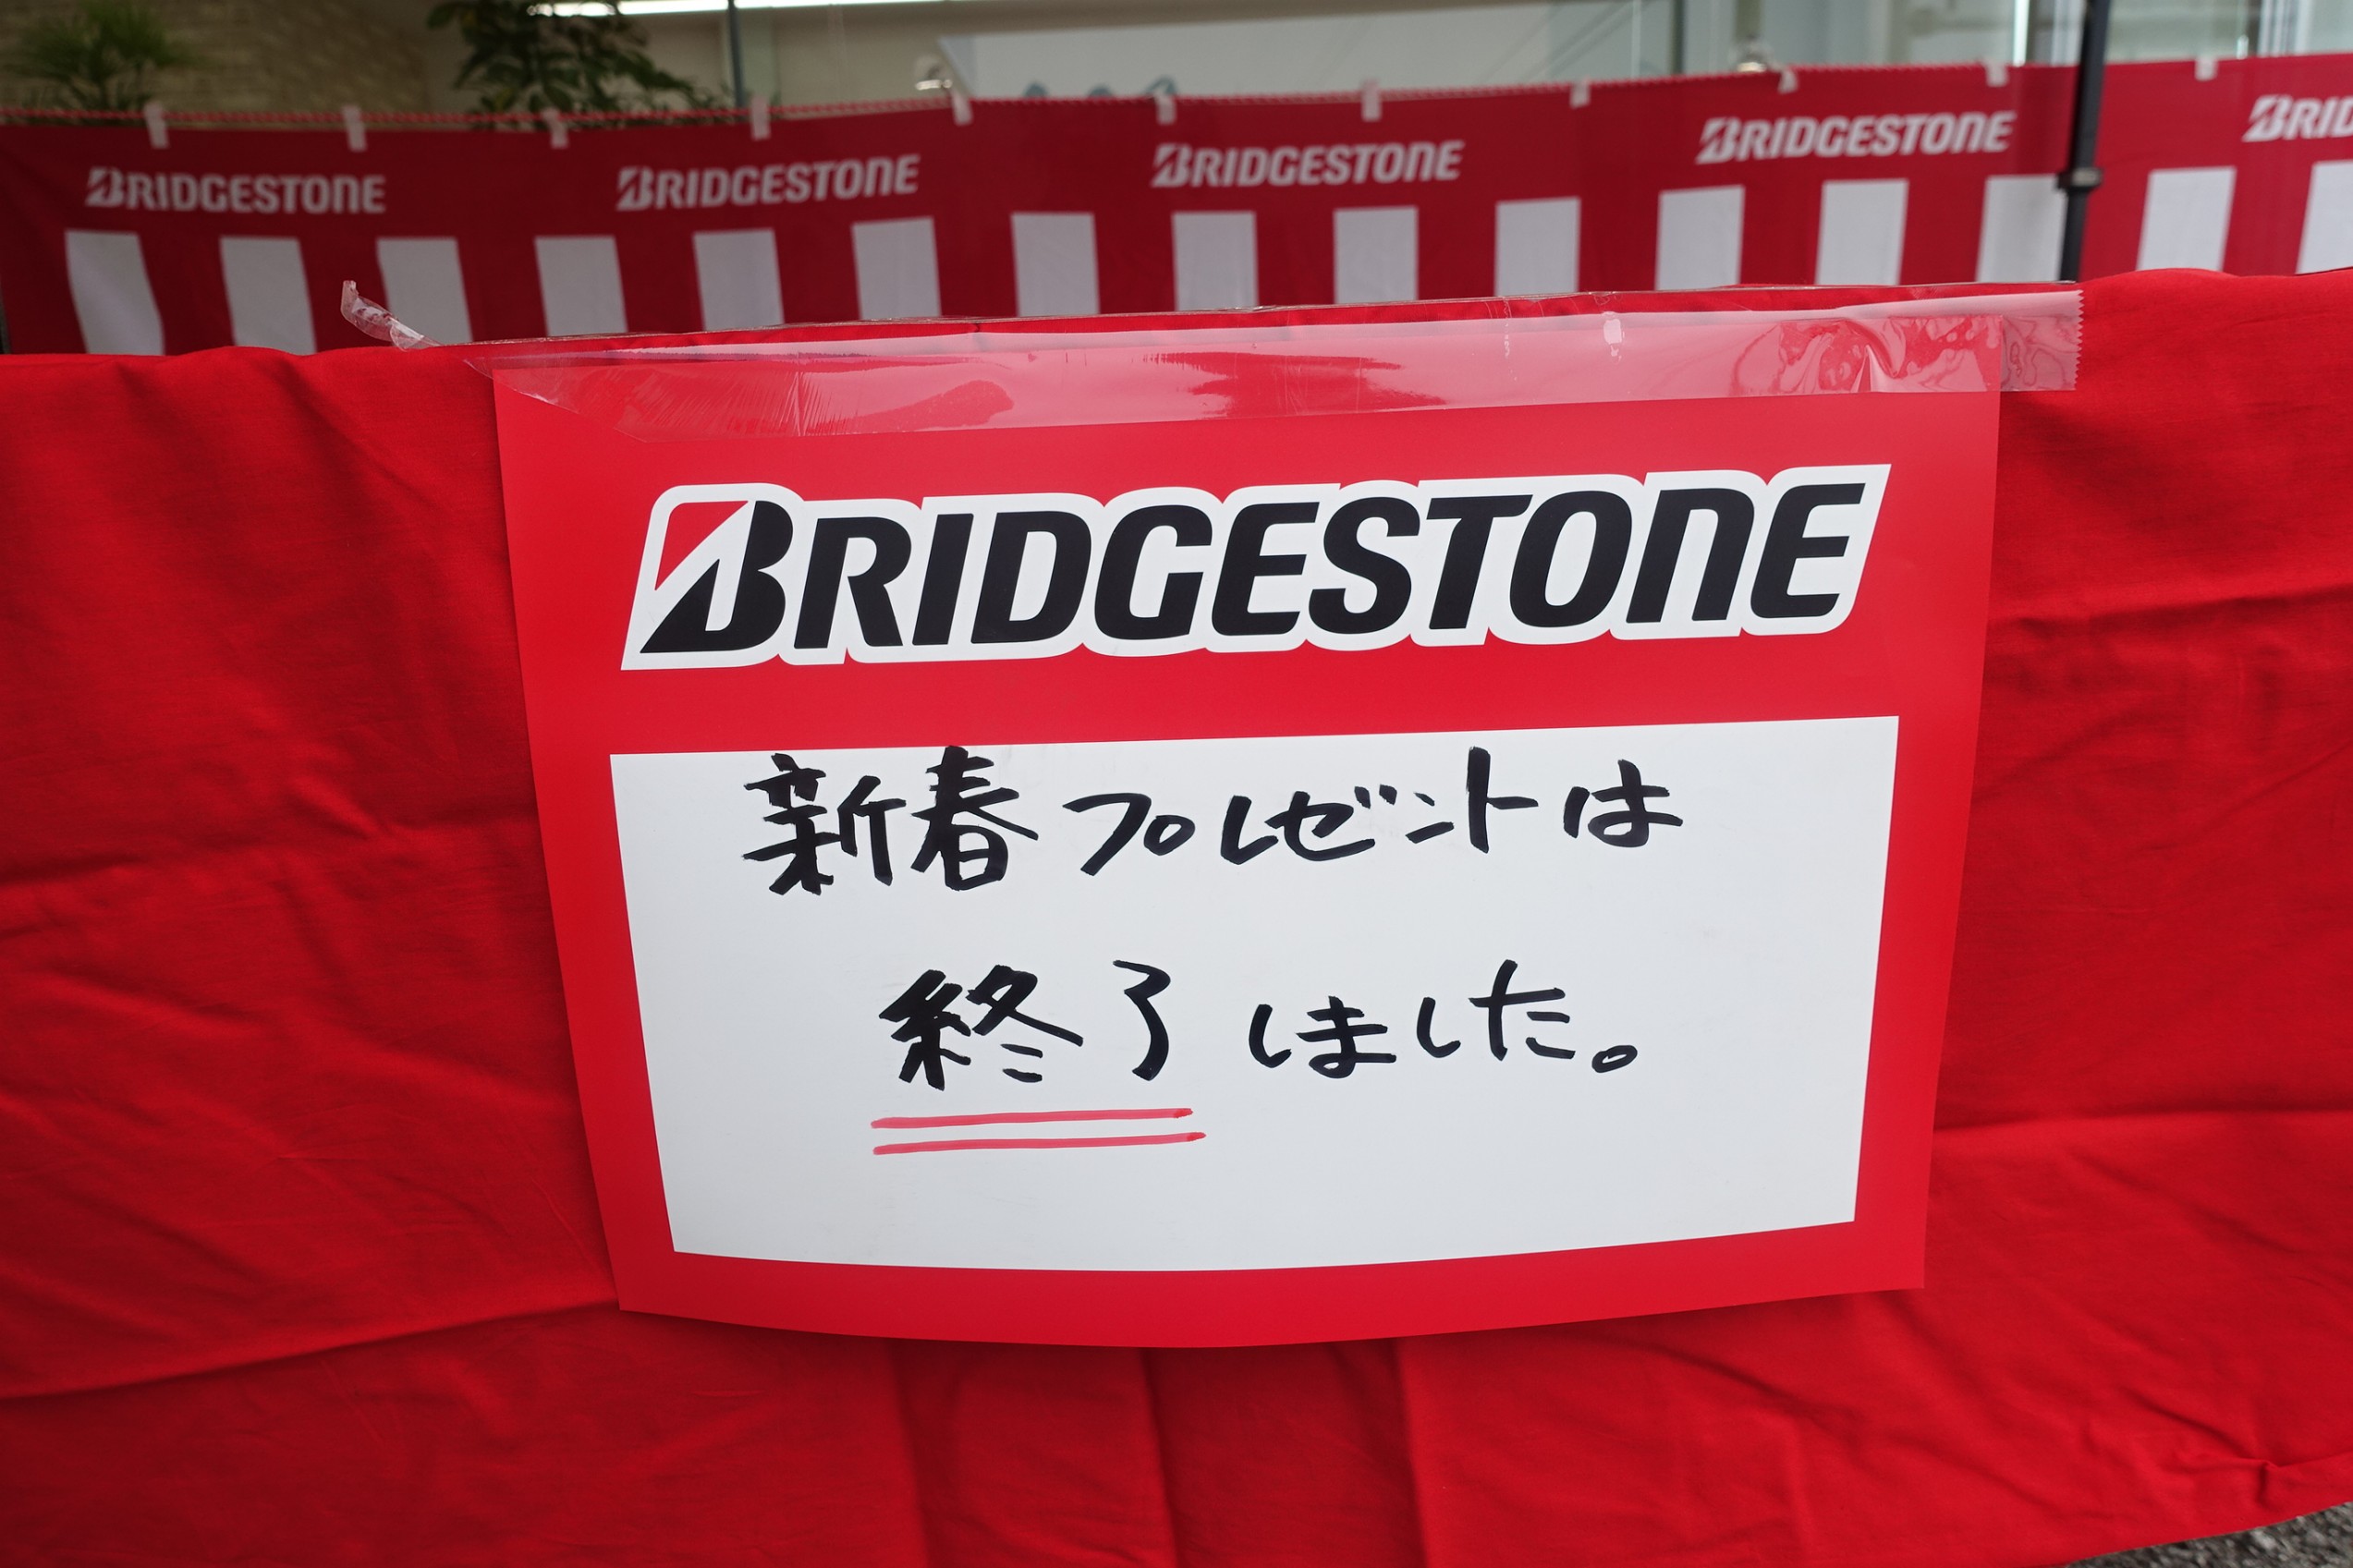 BRIDGESTONE BRIDGESTONE BRIDGESTONE BRIDGESTONE BRID
BRIDGESTONE
新春プレゼントは
終了しました。